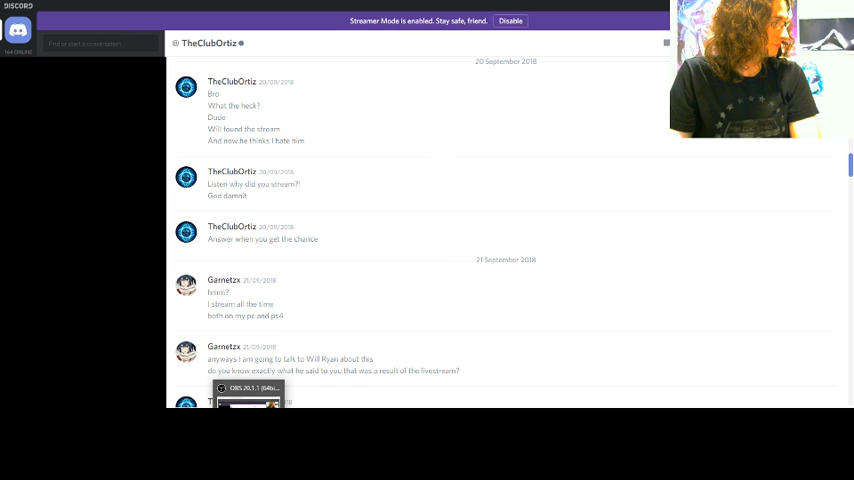 DISCORD
Streamer Mode is enabled. Stay safe, friend.
Disable
164 ONLINE
Find or start a conversation
@ TheClubOrtiz
20 September 2018
TheClubOrtiz 20/09/2018
Bro
What the heck?
Dude
Will found the stream
And now he thinks I hate him
TheClubOrtiz 20/09/2018
Listen why did you stream?!
God damnit
TheClubOrtiz 20/09/2018
Answer when you get the chance
21 September 2018
Garnetzx 21/09/2018
hmm?
I stream all the time
both on my pc and ps4
Garnetzx 21/09/2018
anyways I am going to talk to Will Ryan about this
do you know exactly what he said to you that was a result of the livestream?
OBS 20.1.1 (64bi...